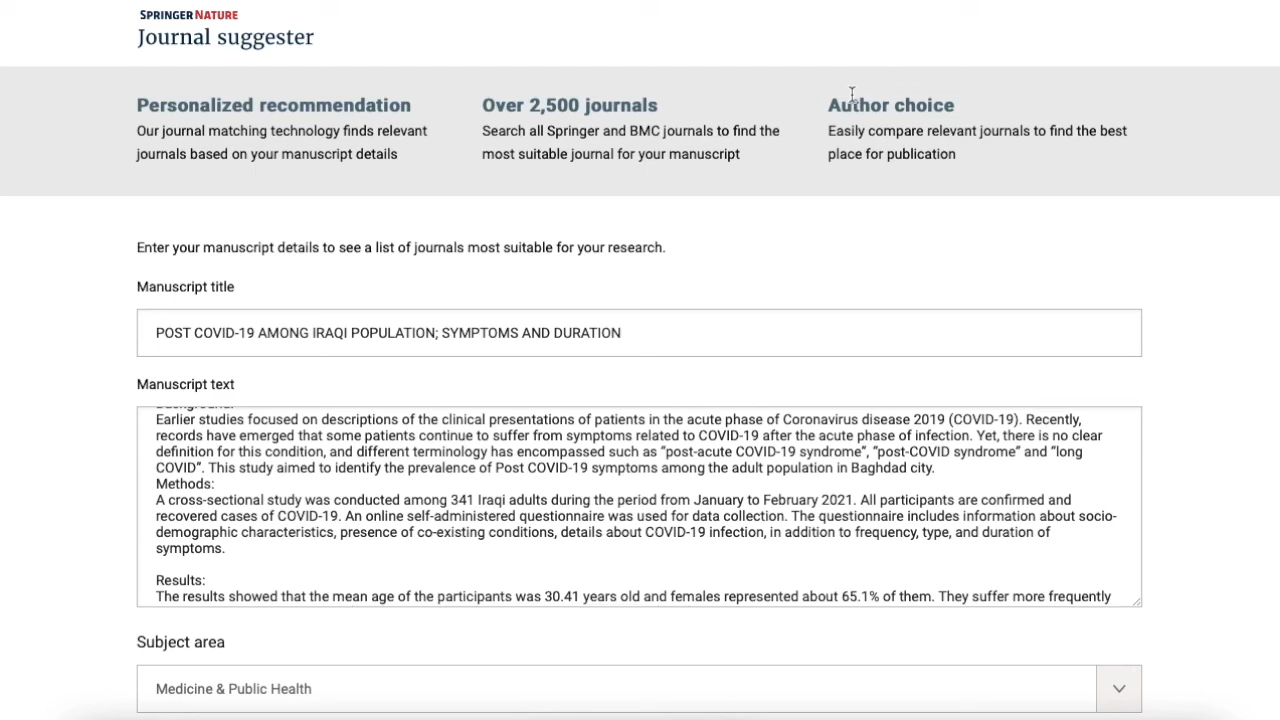 SPRINGER NATURE
Journal suggester
Personalized recommendation
Our journal matching technology finds relevant
journals based on your manuscript details
Over 2,500 journals
Search all Springer and BMC journals to find the
most suitable journal for your manuscript
Author choice
Easily compare relevant journals to find the best
place for publication
Enter your manuscript details to see a list of journals most suitable for your research.
Manuscript title
POST COVID-19 AMONG IRAQI POPULATION; SYMPTOMS AND DURATION
Manuscript text
Earlier studies focused on descriptions of the clinical presentations of patients in the acute phase of Coronavirus disease 2019 (COVID-19). Recently,
records have emerged that some patients continue to suffer from symptoms related to COVID-19 after the acute phase of infection. Yet, there is no clear
definition for this condition, and different terminology has encompassed such as “post-acute COVID-19 syndrome”, “post-COVID syndrome” and “long
COVID”. This study aimed to identify the prevalence of Post COVID-19 symptoms among the adult population in Baghdad city.
Methods:
A cross-sectional study was conducted among 341 Iraqi adults during the period from January to February 2021. All participants are confirmed and
recovered cases of COVID-19. An online self-administered questionnaire was used for data collection. The questionnaire includes information about socio-
demographic characteristics, presence of co-existing conditions, details about COVID-19 infection, in addition to frequency, type, and duration of
symptoms.
Results:
The results showed that the mean age of the participants was 30.41 years old and females represented about 65.1% of them. They suffer more frequently
Subject area
Medicine & Public Health